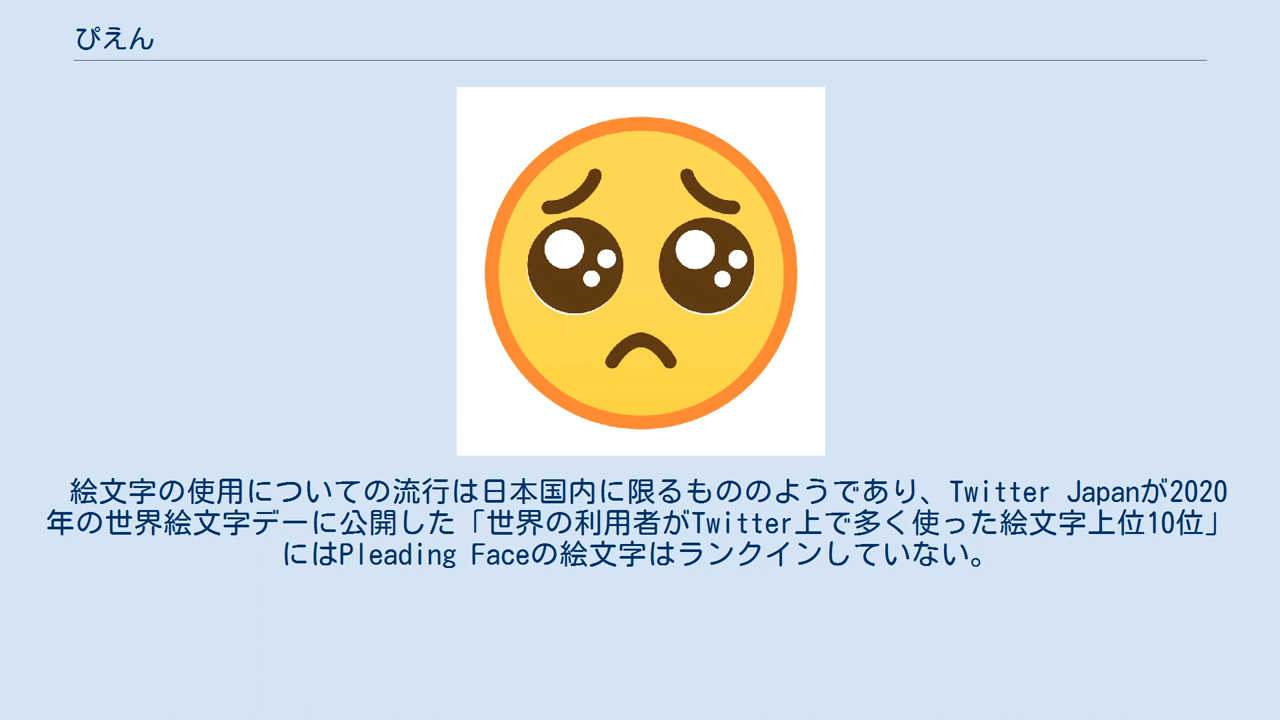 ぴえん
絵文字の使用についての流行は日本国内に限るもののようであり、Twitter Japanが2020
年の世界絵文字デーに公開した「世界の利用者がTwitter上で多く使った絵文字上位10位」
にはPleading Faceの絵文字はランクインしていない。